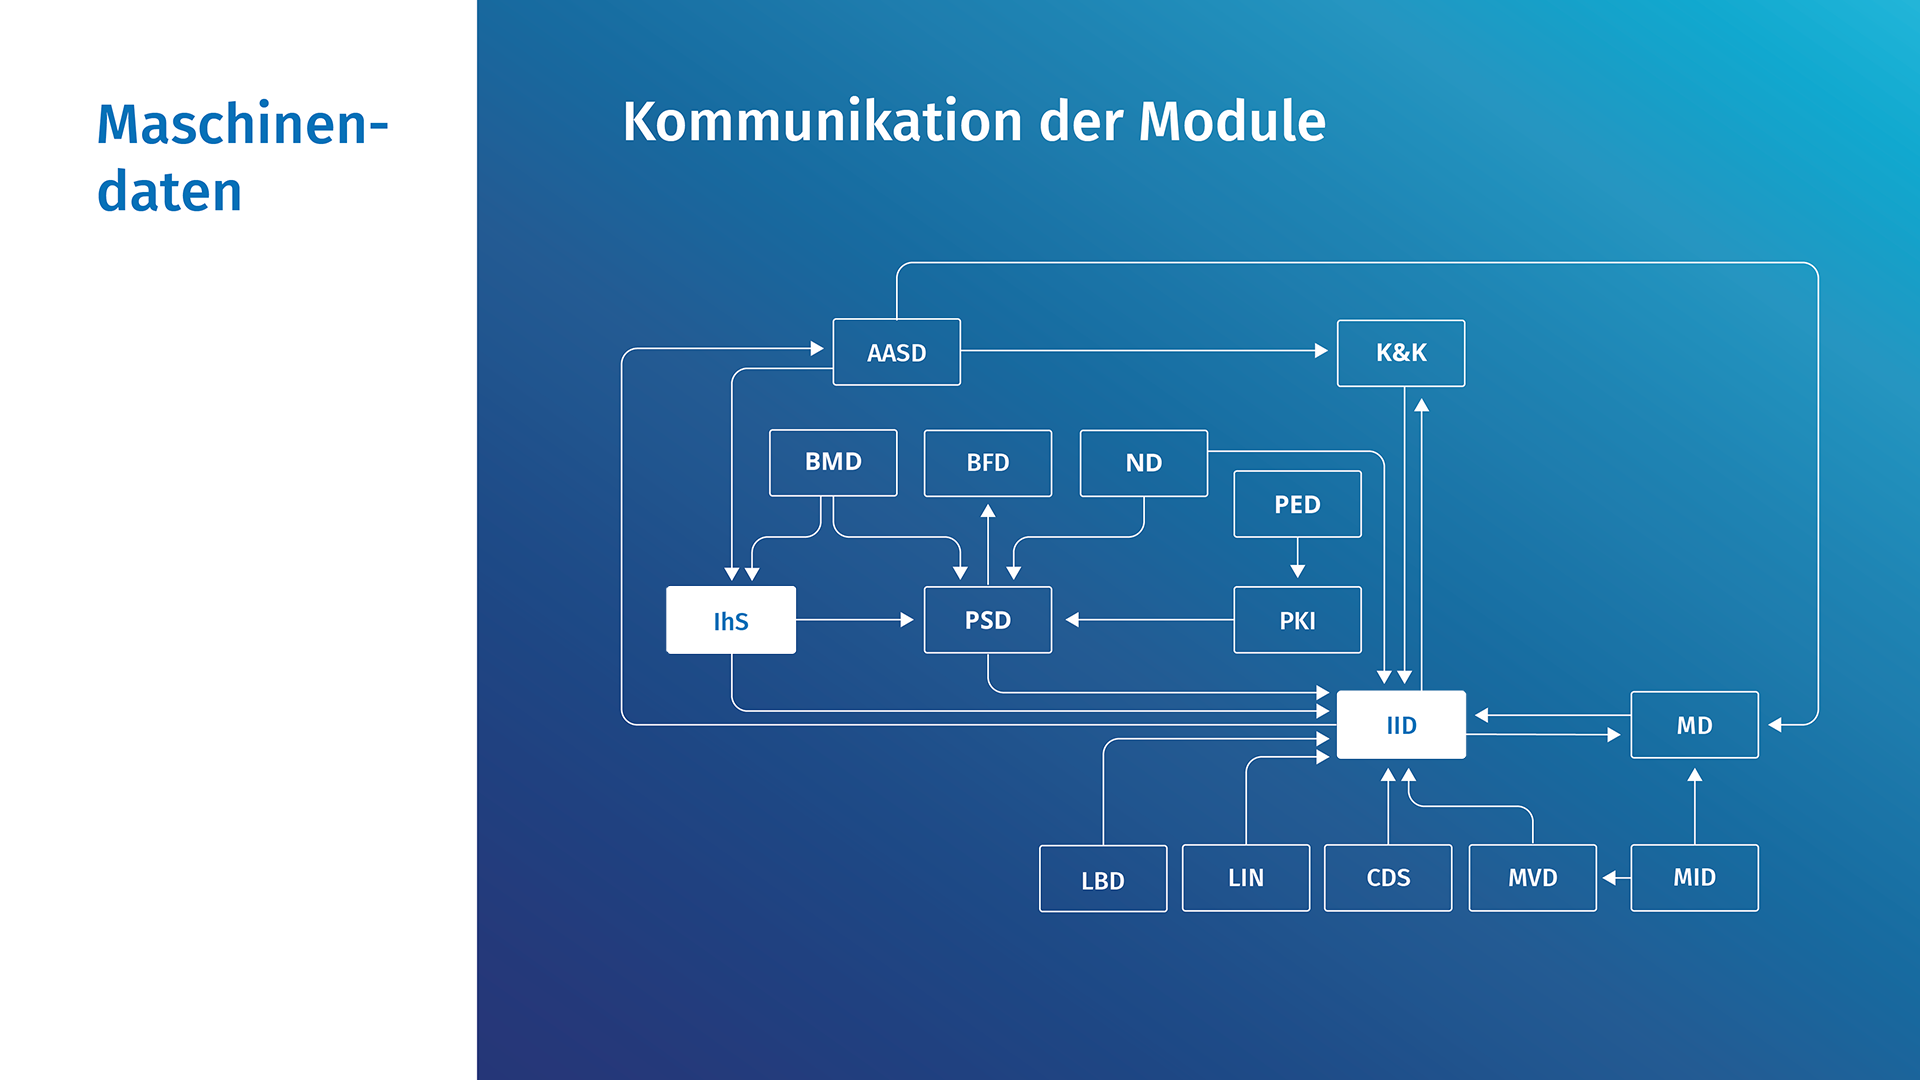 Maschinen-
daten
Kommunikation der Module
AASD
K&K
BMD
BFD
ND
PED
IhS
PSD
PKI
IID
MD
LBD
LIN
CDS
MVD
MID